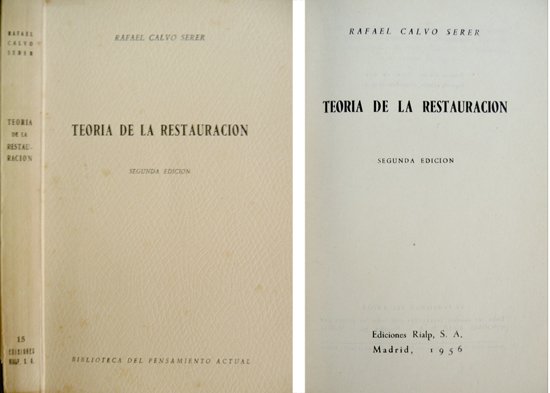 RAFAEL
CALVO
SERER
TEORIA
DE LA
RESTAU-
RACION
15
EDICIONES
RIALP, S. A.
RAFAEL CALVO SERER
TEORIA DE LA RESTAURACION
SEGUNDA EDICION
BIBLIOTECA DEL PENSAMIENTO ACTUAL
RAFAEL CALVO SERER
TEORIA DE LA RESTAURACION
SEGUNDA EDICION
Ediciones Rialp, S. A.
Madrid, 1956